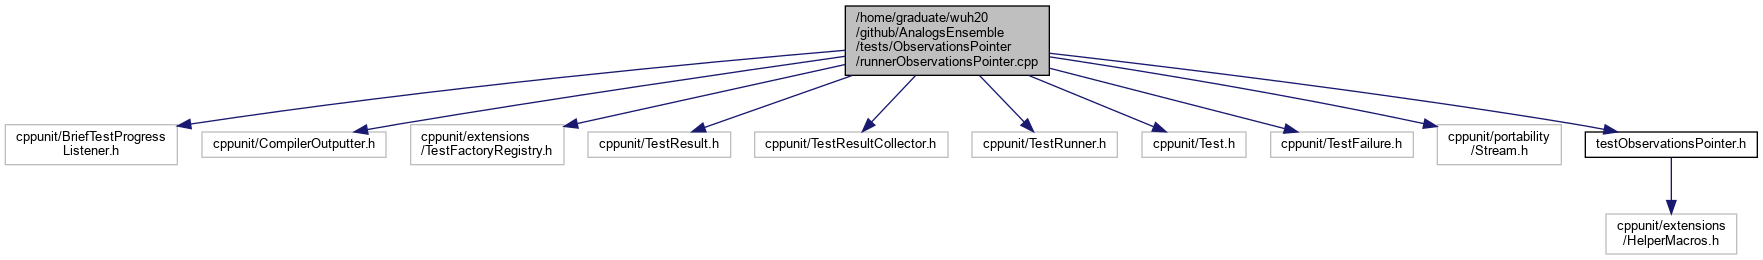 /home/graduate/wuh20
/github/AnalogsEnsemble
/tests/ObservationsPointer
/runnerObservationsPointer.cpp
cppunit/BriefTestProgress
Listener.h
cppunit/CompilerOutputter.h
cppunit/extensions
/TestFactoryRegistry.h
cppunit/TestResult.h
cppunit/TestResultCollector.h
cppunit/TestRunner.h
cppunit/Test.h
cppunit/TestFailure.h
cppunit/portability
/Stream.h
testObservationsPointer.h
cppunit/extensions
/HelperMacros.h